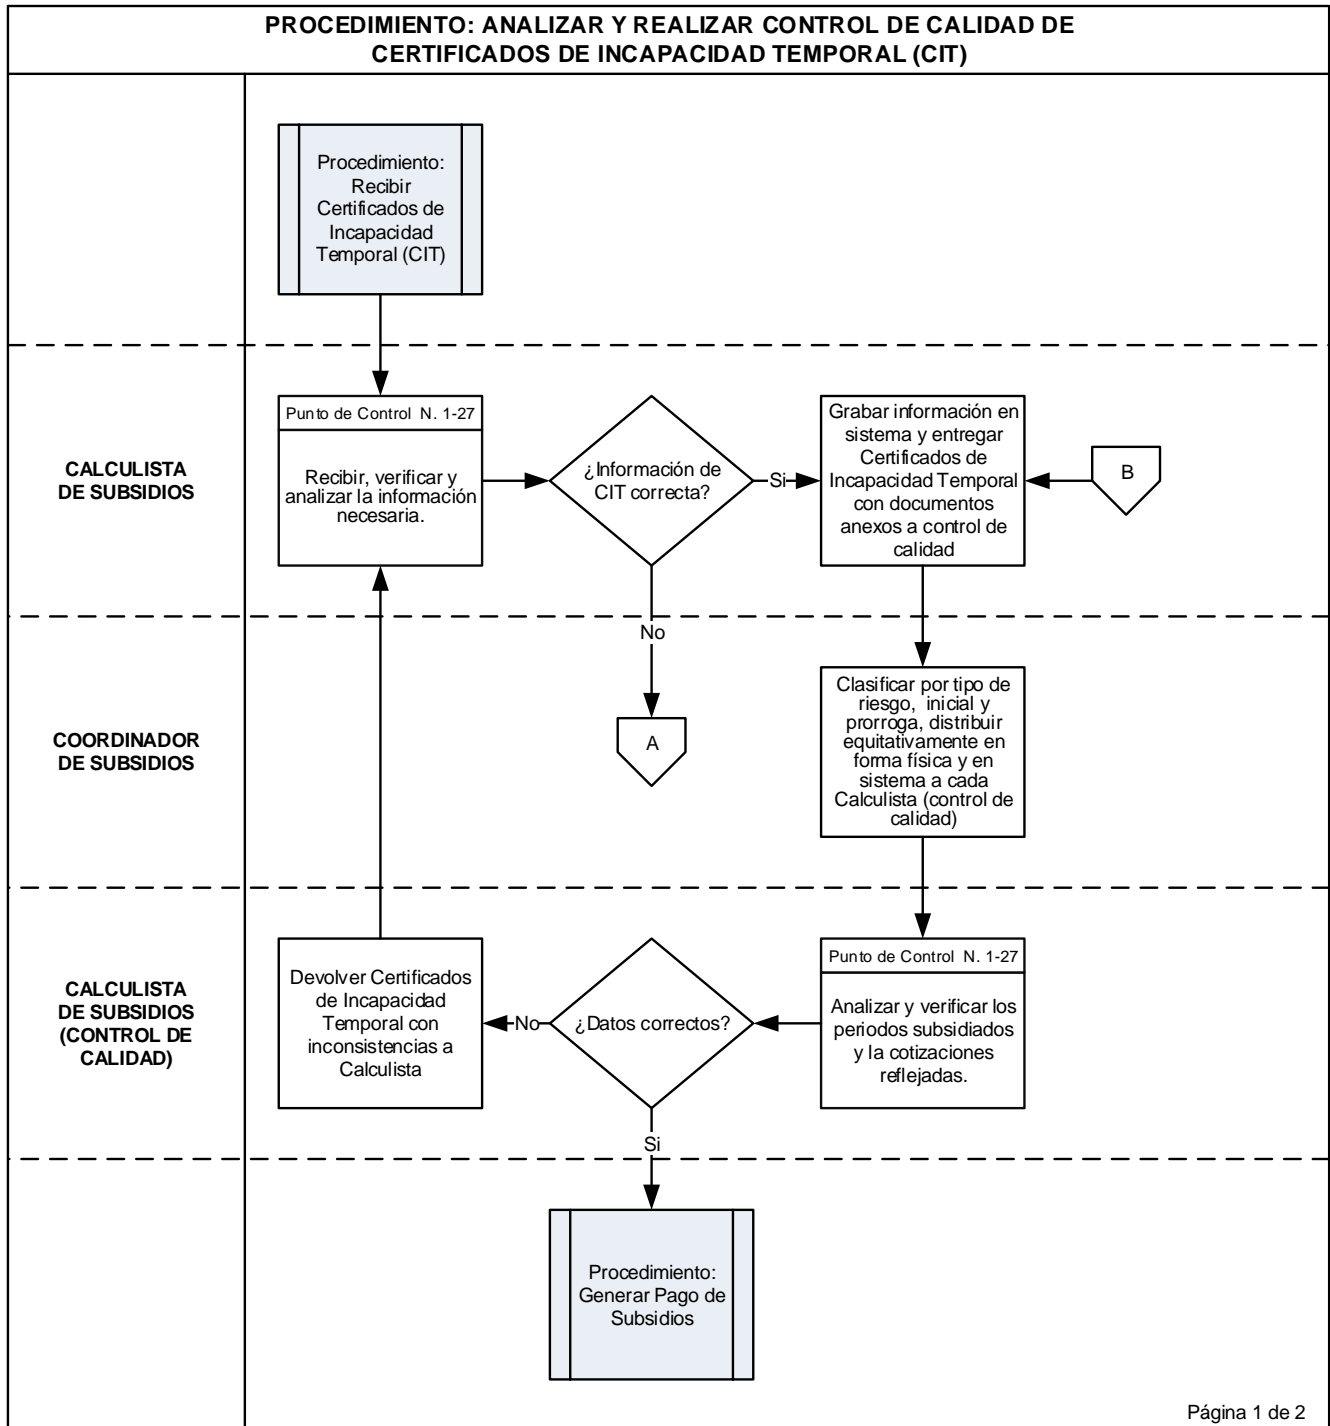 PROCEDIMIENTO: ANALIZAR Y REALIZAR CONTROL DE CALIDAD DE
CERTIFICADOS DE INCAPACIDAD TEMPORAL (CIT)
Procedimiento:
Recibir
Certificados de
Incapacidad
Temporal (CIT)
CALCULISTA
DE SUBSIDIOS
Punto de Control N. 1-27
Recibir, verificar y
analizar la información
necesaria.
¿Información de
CIT correcta?
Si
Grabar información en
sistema y entregar
Certificados de
Incapacidad Temporal
con documentos
anexos a control de
calidad
B
No
COORDINADOR
DE SUBSIDIOS
A
Clasificar por tipo de
riesgo, inicial y
prorroga, distribuir
equitativamente en
forma física y en
sistema a cada
Calculista (control de
calidad)
CALCULISTA
DE SUBSIDIOS
(CONTROL DE
CALIDAD)
Devolver Certificados
de Incapacidad
Temporal con
inconsistencias a
Calculista
No
¿Datos correctos?
Punto de Control N. 1-27
Analizar y verificar los
periodos subsidiados
y la cotizaciones
reflejadas.
Si
Procedimiento:
Generar Pago de
Subsidios
Página 1 de 2